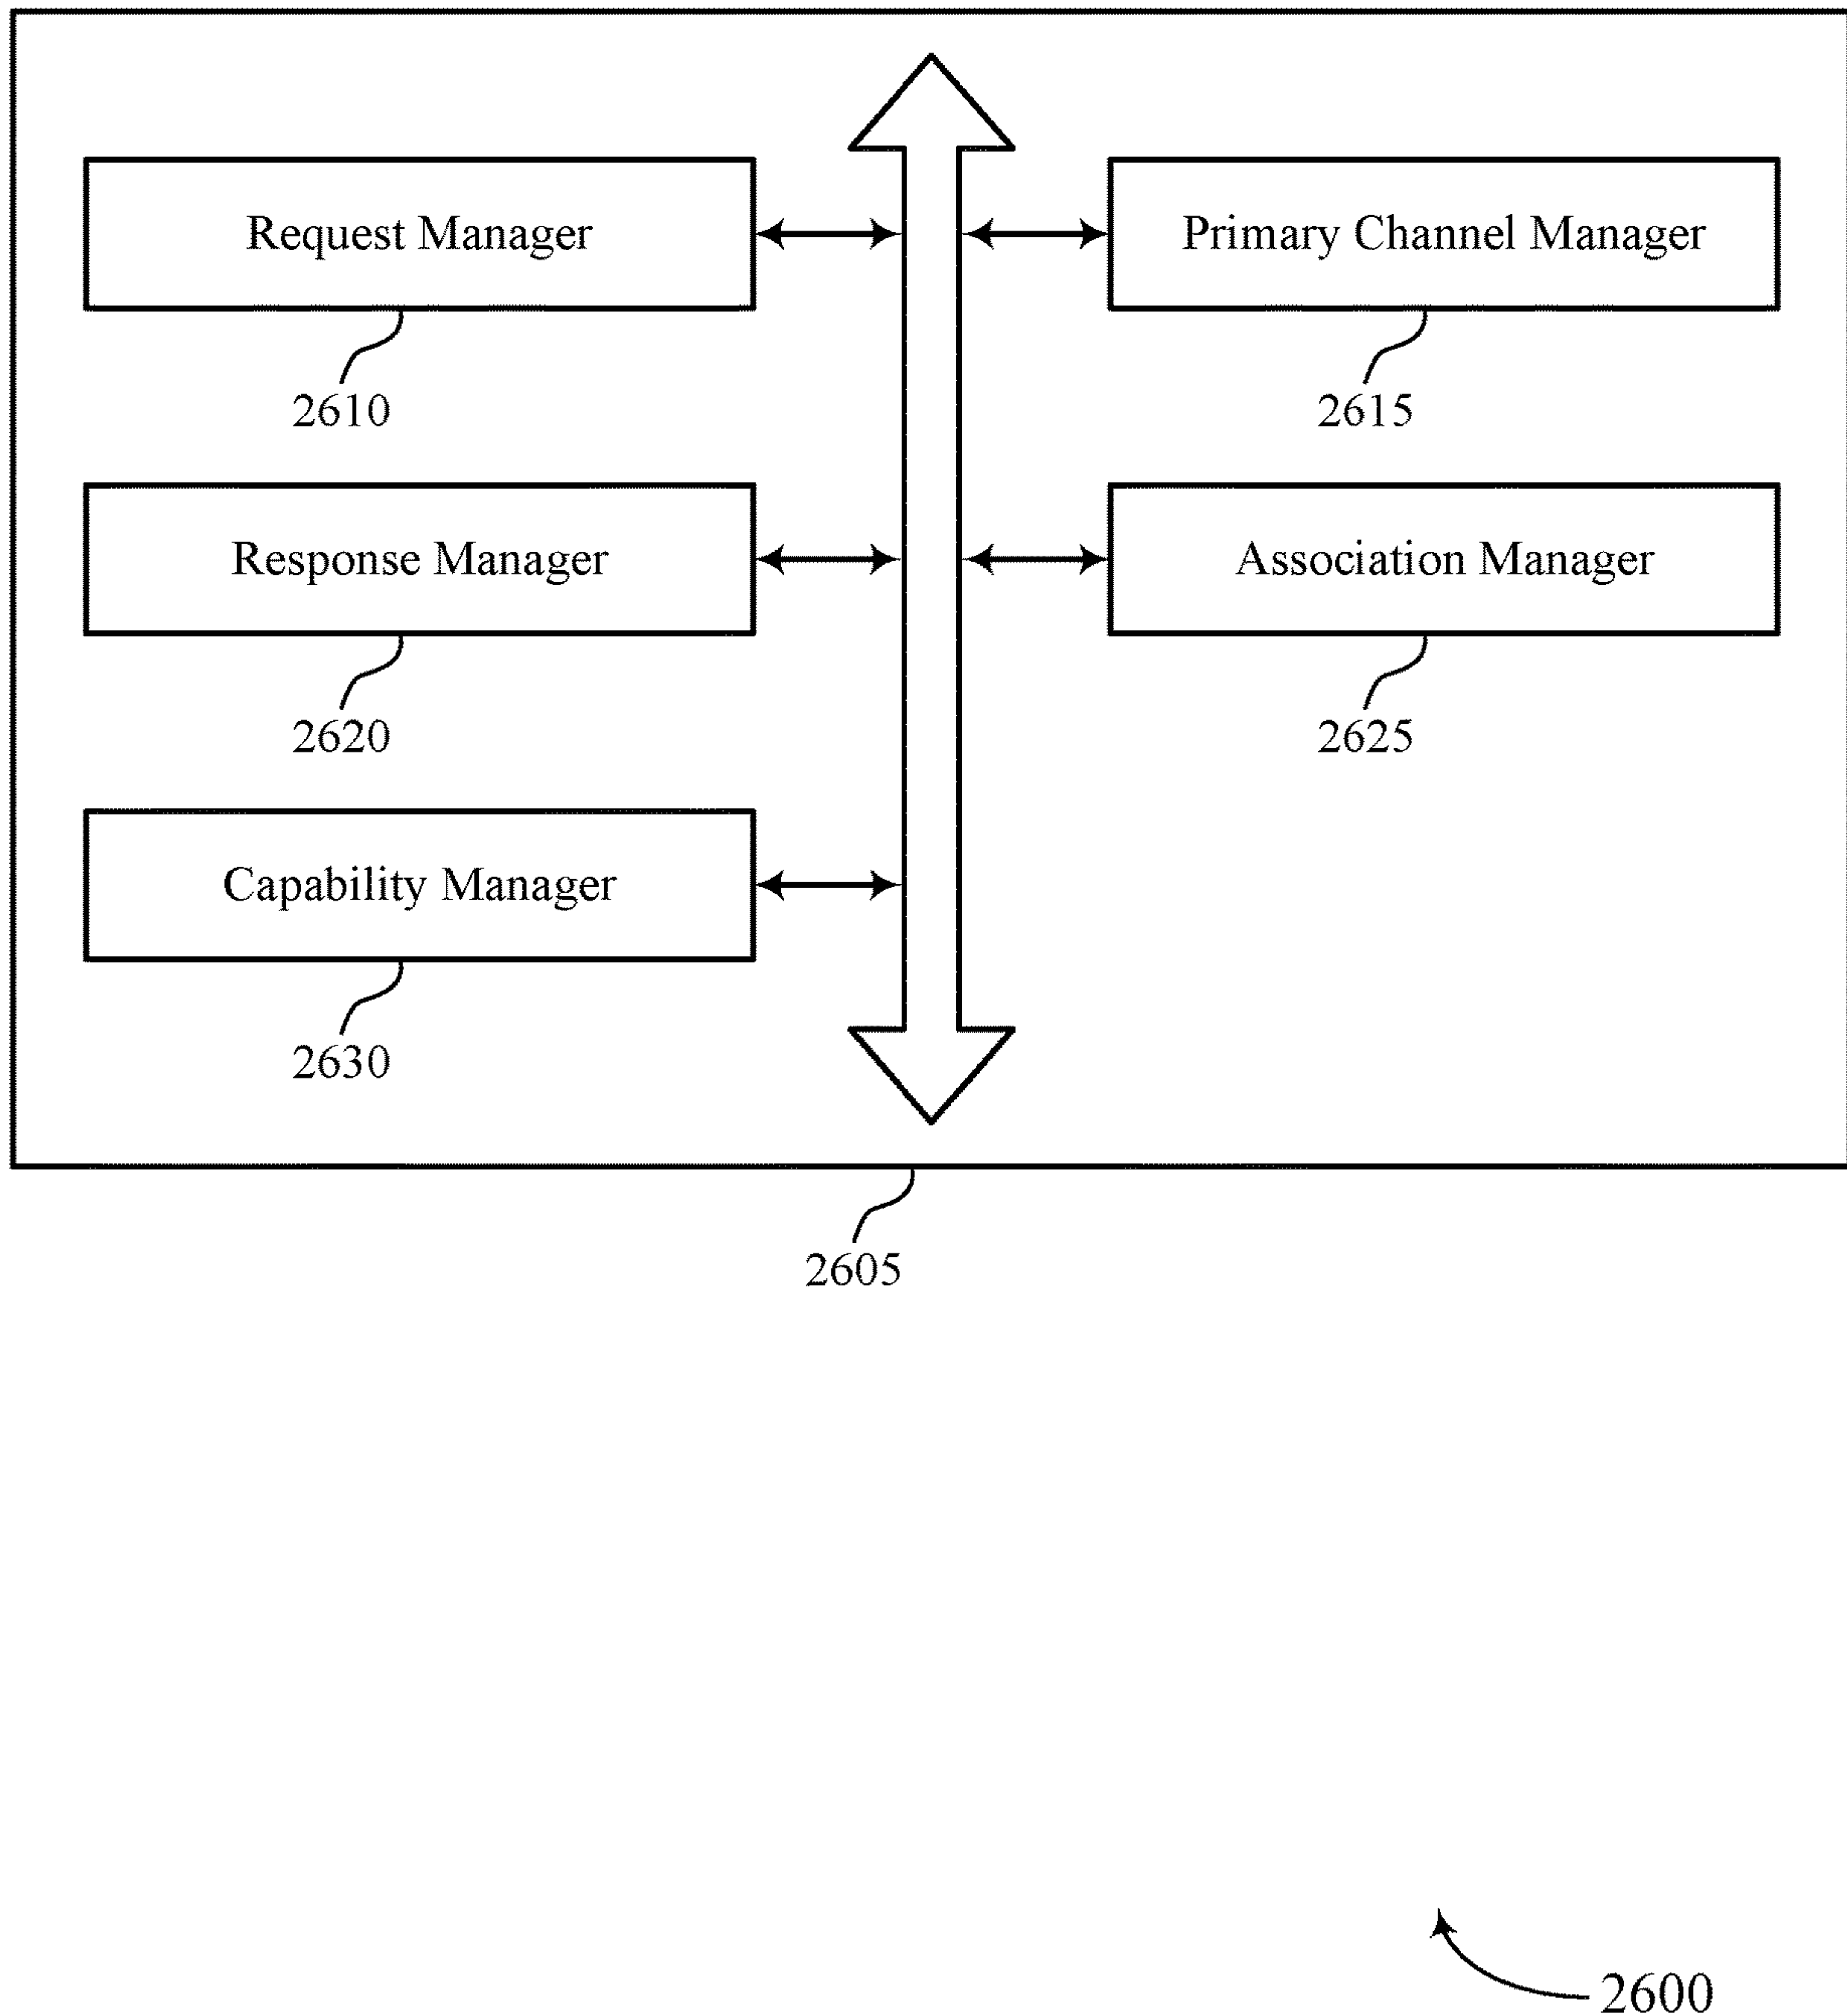 Request Manager
Primary Channel Manager
2610
2615
Response Manager
Association Manager
2620
2625
Capability Manager
2630
2605
2600